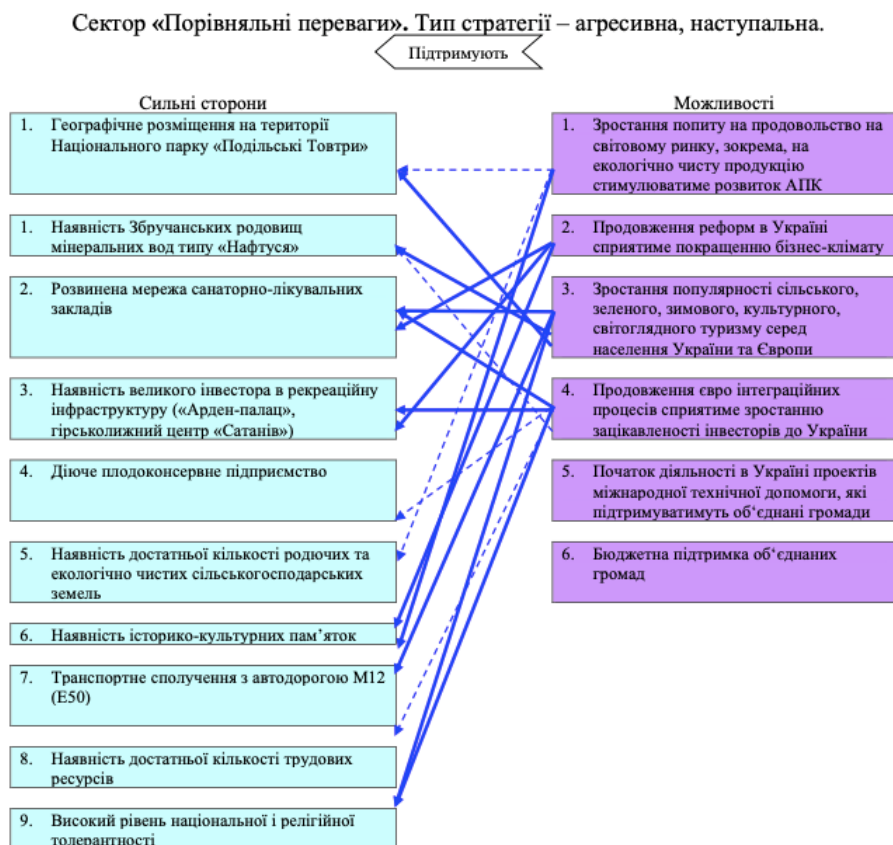 Сектор «Порівняльні переваги». Тип стратегії – агресивна, наступальна.
Підтримують
Сильні сторони
1. Географічне розміщення на території
Національного парку «Подільські Товтри»
1. Наявність Збручанських родовищ
мінеральних вод типу «Нафтуся»
2. Розвинена мережа санаторно-лікувальних
закладів
3. Наявність великого інвестора в рекреаційну
інфраструктуру («Арден-палац»,
гірськолижний центр «Сатанів»)
4. Діюче плодоконсервне підприємство
5. Наявність достатньої кількості родючих та
екологічно чистих сільськогосподарських
земель
6. Наявність історико-культурних пам’яток
7. Транспортне сполучення з автодорогою М12
(Е50)
8. Наявність достатньої кількості трудових
ресурсів
9. Високий рівень національної і релігійної
толерантності
Можливості
1. Зростання попиту на продовольство на
світовому ринку, зокрема, на
екологічно чисту продукцію
стимулюватиме розвиток АПК
2. Продовження реформ в Україні
сприятиме покращенню бізнес-клімату
3. Зростання популярності сільського,
зеленого, зимового, культурного,
світоглядного туризму серед
населення України та Європи
4. Продовження євро інтеграційних
процесів сприятиме зростанню
зацікавленості інвесторів до України
5. Початок діяльності в Україні проектів
міжнародної технічної допомоги, які
підтримуватимуть об‘єднані громади
6. Бюджетна підтримка об‘єднаних
громад